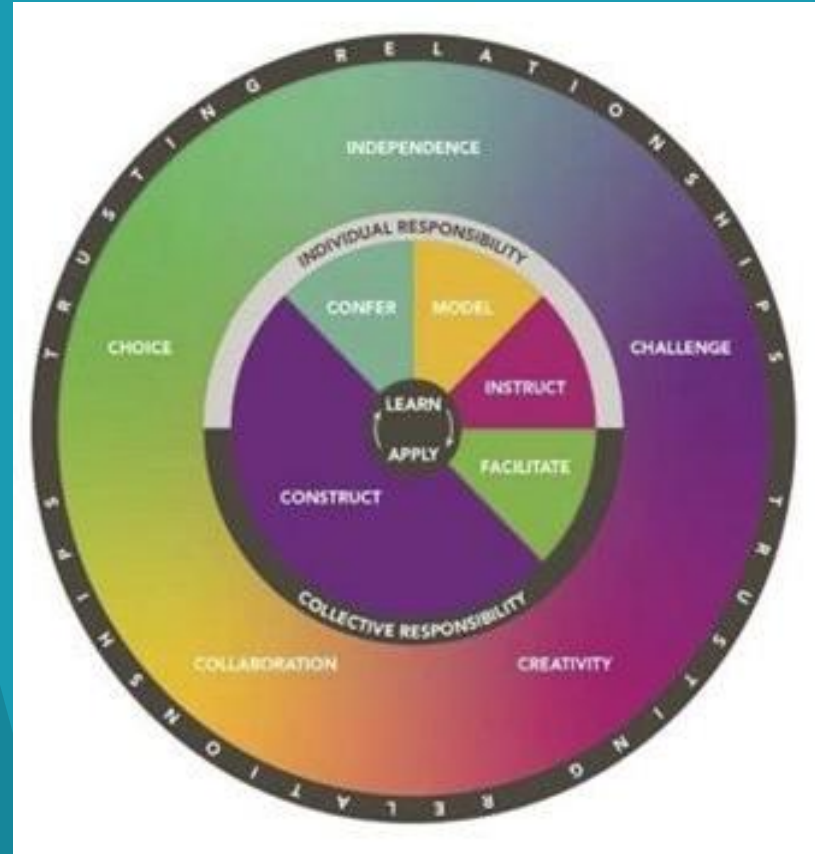 TRUSTING RELATIONSHIPS
INDEPENDENCE
INDIVIDUAL RESPONSIBILITY
CONFER
MODEL
CHOICE
CHALLENGE
INSTRUCT
LEARN
APPLY
FACILITATE
CONSTRUCT
COLLECTIVE RESPONSIBILITY
COLLABORATION
CREATIVITY
TRUSTING RELATIONSHIPS